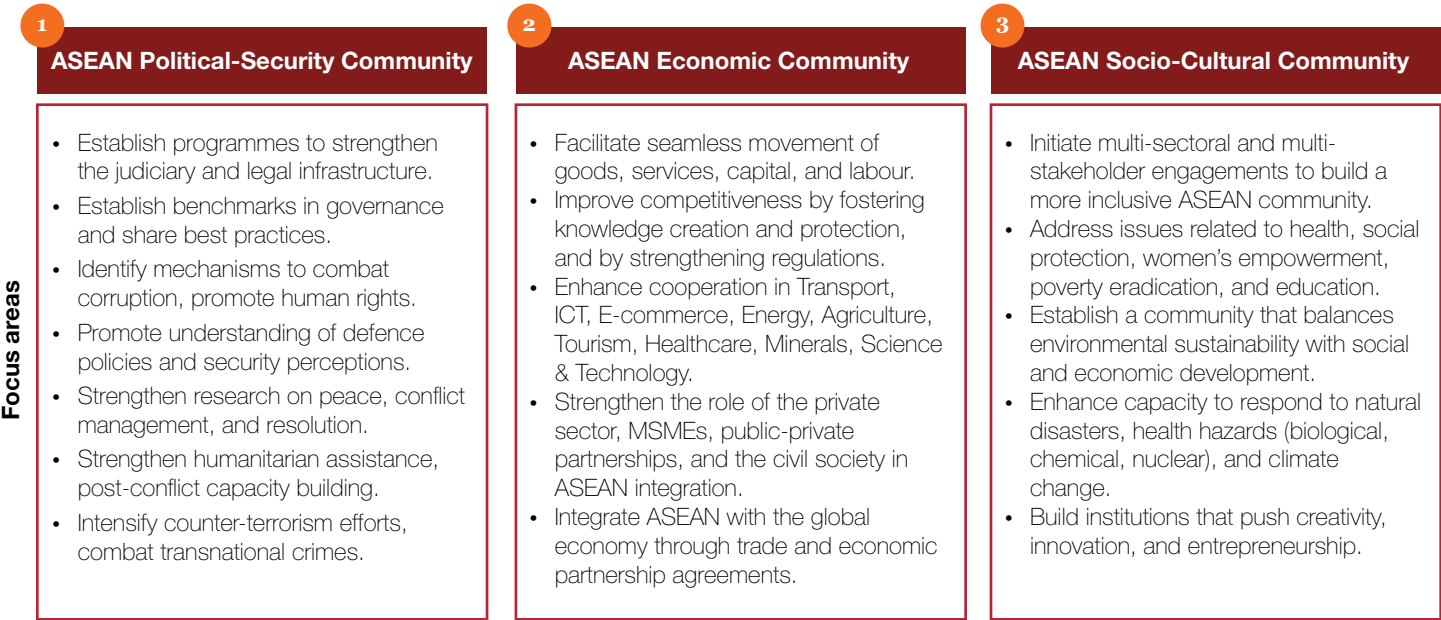 Focus areas
1
ASEAN Political-Security Community
• Establish programmes to strengthen
the judiciary and legal infrastructure.
• Establish benchmarks in governance
and share best practices.
• Identify mechanisms to combat
corruption, promote human rights.
• Promote understanding of defence
policies and security perceptions.
• Strengthen research on peace, conflict
management, and resolution.
• Strengthen humanitarian assistance,
post-conflict capacity building.
• Intensify counter-terrorism efforts,
combat transnational crimes.
2
ASEAN Economic Community
• Facilitate seamless movement of
goods, services, capital, and labour.
• Improve competitiveness by fostering
knowledge creation and protection,
and by strengthening regulations.
• Enhance cooperation in Transport,
ICT, E-commerce, Energy, Agriculture,
Tourism, Healthcare, Minerals, Science
& Technology.
• Strengthen the role of the private
sector, MSMEs, public-private
partnerships, and the civil society in
ASEAN integration.
• Integrate ASEAN with the global
economy through trade and economic
partnership agreements.
3
ASEAN Socio-Cultural Community
• Initiate multi-sectoral and multi-
stakeholder engagements to build a
more inclusive ASEAN community.
• Address issues related to health, social
protection, women's empowerment,
poverty eradication, and education.
• Establish a community that balances
environmental sustainability with social
and economic development.
• Enhance capacity to respond to natural
disasters, health hazards (biological,
chemical, nuclear), and climate
change.
• Build institutions that push creativity,
innovation, and entrepreneurship.